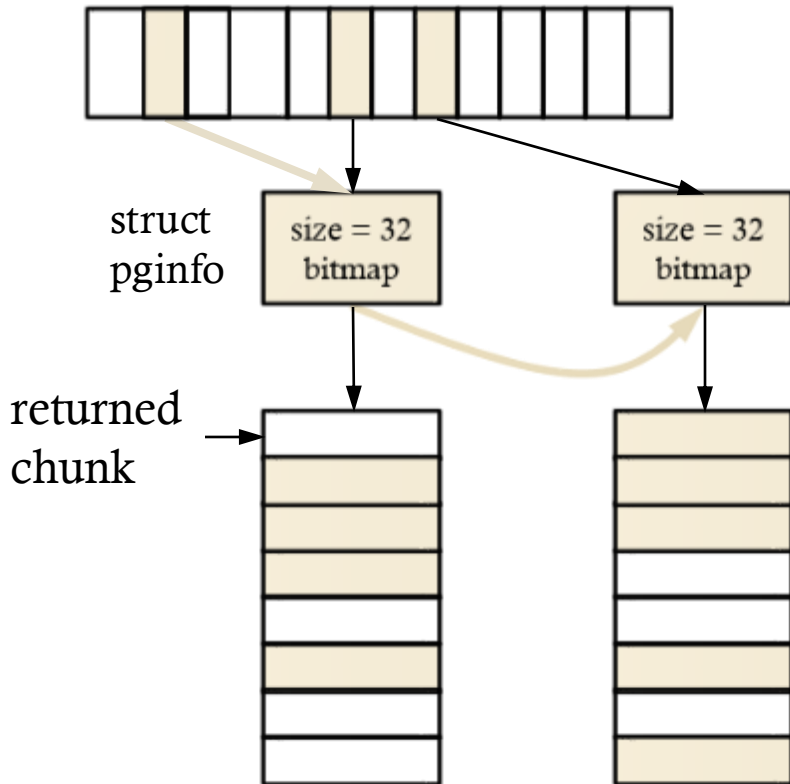 struct
pginfo
size = 32
bitmap
size = 32
bitmap
returned
chunk